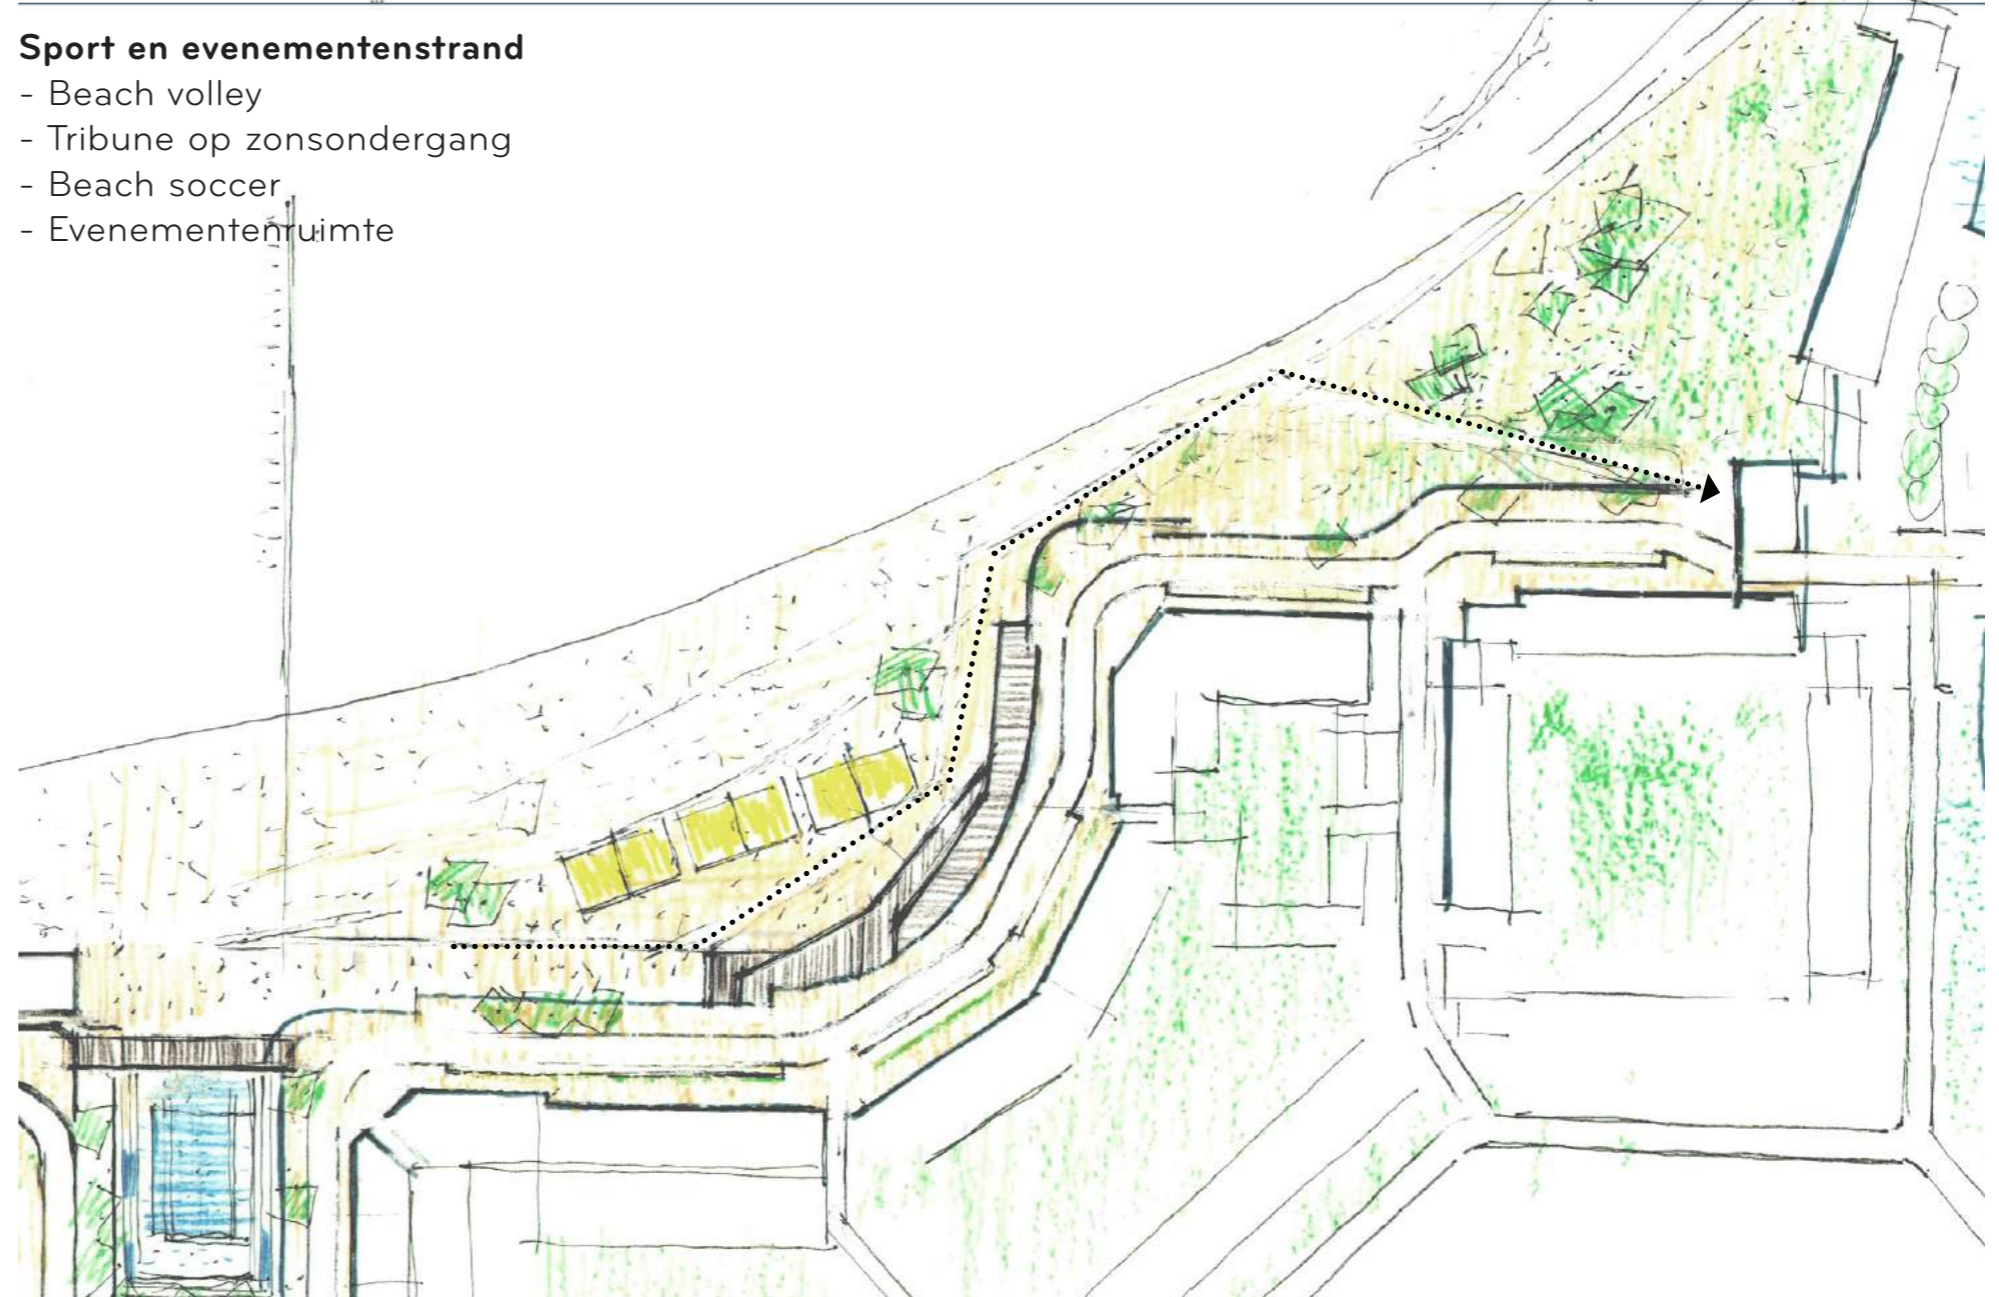 Sport en evenementenstrand
- Beach volley
- Tribune op zonsondergang
- Beach soccer
- Evenementenruimte